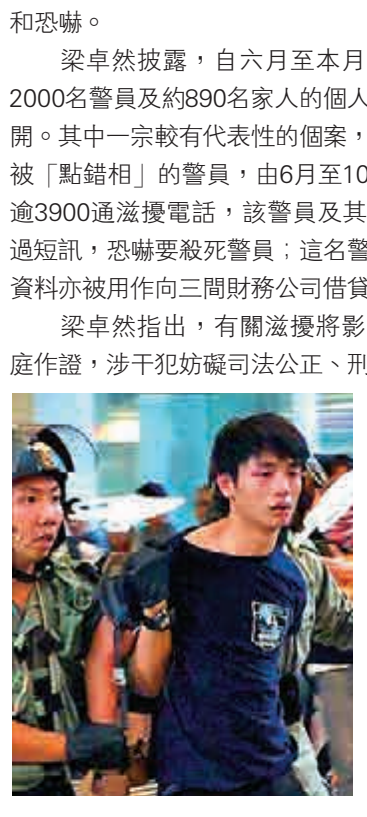 和恐嚇。
梁卓然披露，自六月至本月
2000名警員及約890名家人的個人
開。其中一宗較有代表性的個案，
被「點錯相」的警員，由6月至10
逾3900通滋擾電話，該警員及其
過短訊，恐嚇要殺死警員；這名警
資料亦被用作向三間財務公司借貸
梁卓然指出，有關滋擾將影
庭作證，涉干犯妨礙司法公正、刑